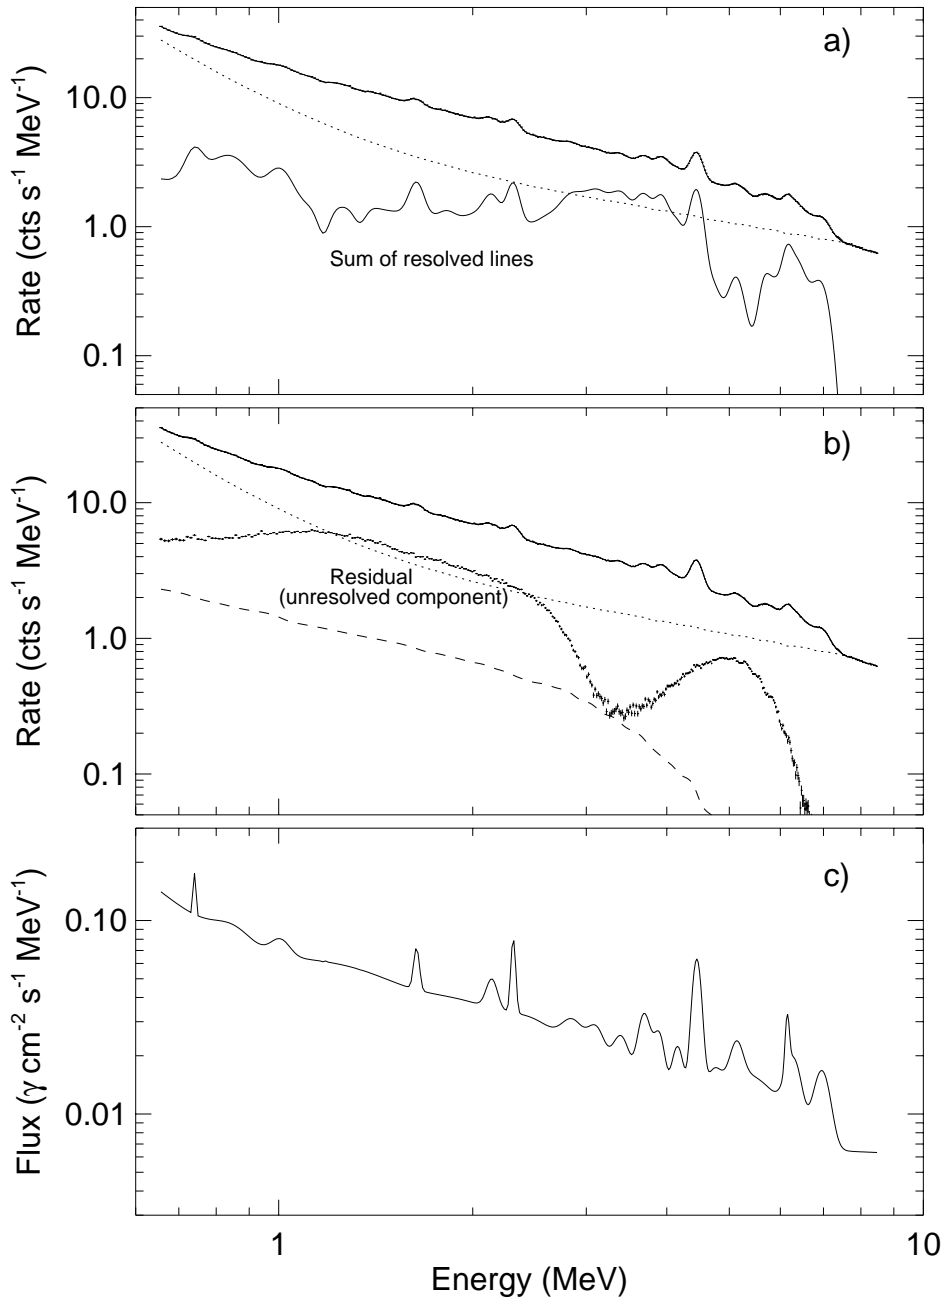 a)
10.0
1.0
0.1
Rate (cts s⁻¹ MeV⁻¹)
Sum of resolved lines
b)
10.0
1.0
0.1
Rate (cts s⁻¹ MeV⁻¹)
Residual
(unresolved component)
c)
0.10
0.01
Flux (γ cm⁻² s⁻¹ MeV⁻¹)
1
10
Energy (MeV)